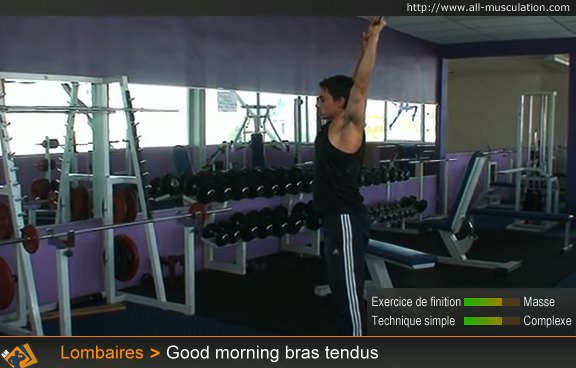 http://www.all-musculation.com
Exercice de finition Masse
Technique simple Complexe
Lombaires > Good morning bras tendus